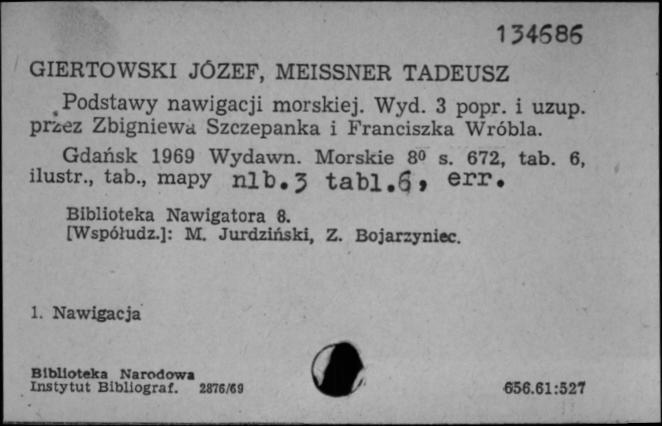 134686
GIERTOWSKI JÓZEF, MEISSNER TADEUSZ
Podstawy nawigacji morskiej. Wyd. 3 popr. i uzup.
przez Zbigniewa Szczepanka i Franciszka Wróbla.
Gdańsk 1969 Wydawn. Morskie 8º s. 672, tab. 6,
ilustr., tab., mapy nlb.3 tabl.6, err.
Biblioteka Nawigatora 8.
[Współudz.]: M. Jurdziński, Z. Bojarzyniec.
1. Nawigacja
Biblioteka Narodowa
Instytut Bibliograf. 2876/69 656.61:527